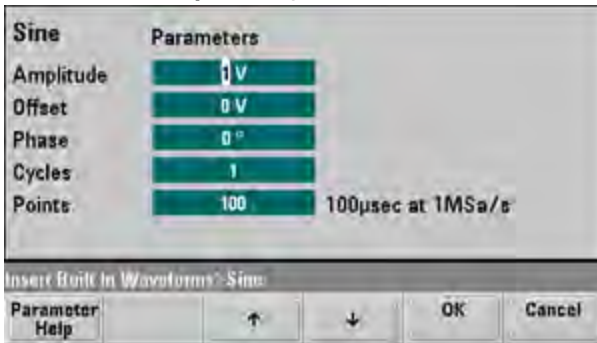 Sine
Parameters
Amplitude 1 V
Offset 0 V
Phase 0 °
Cycles 1
Points 100 100µsec at 1MSa/s
Insert Built In Waveforms>Sine
Parameter Help
↑
↓
OK
Cancel